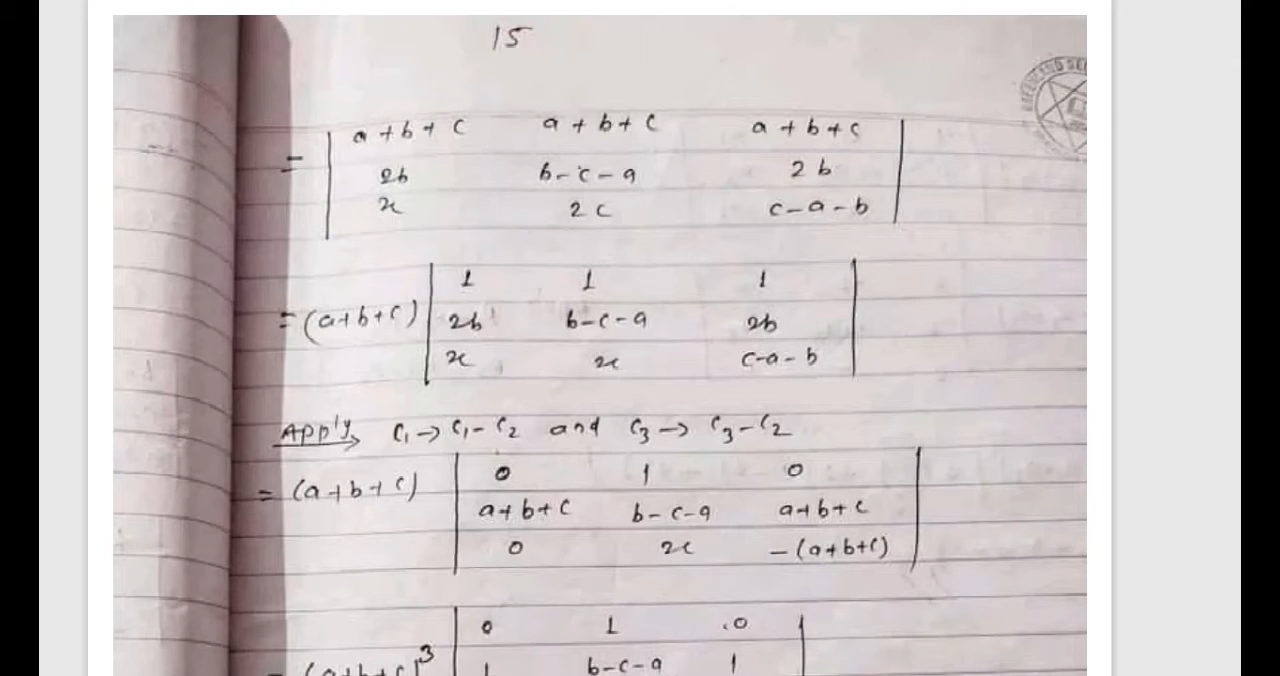 15
a+b+c a+b+c a+b+c
= 2b b-c-a 2b
2c 2c c-a-b
1 1 1
=(a+b+c) 2b b-c-a 2b
2c 2c c-a-b
Apply C₁→C₁-C₂ and C₃→C₃-C₂
0 1 0
=(a+b+c) a+b+c b-c-a a+b+c
0 2c -(a+b+c)
0 1 0
=(a+b+c)³ 1 b-c-a 1